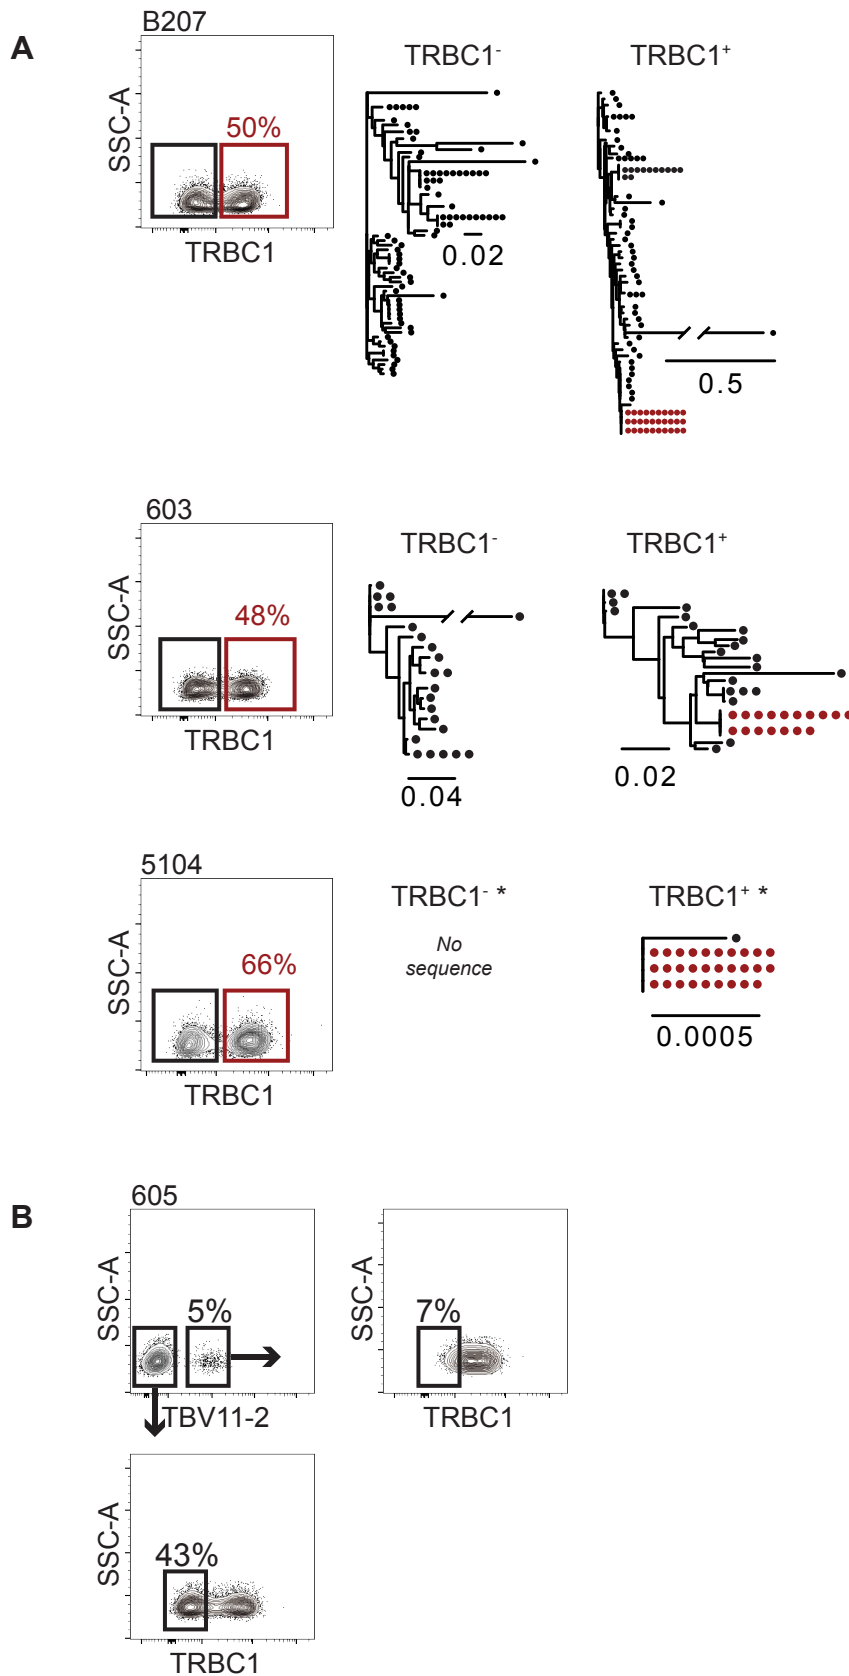 A
B207
SSC-A
50%
TRBC1
TRBC1⁻
0.02
TRBC1⁺
0.5
603
SSC-A
48%
TRBC1
TRBC1⁻
0.04
TRBC1⁺
0.02
5104
SSC-A
66%
TRBC1
TRBC1⁻ *
No
sequence
TRBC1⁺ *
0.0005
B
605
SSC-A
5%
TBV11-2
SSC-A
7%
TRBC1
SSC-A
43%
TRBC1